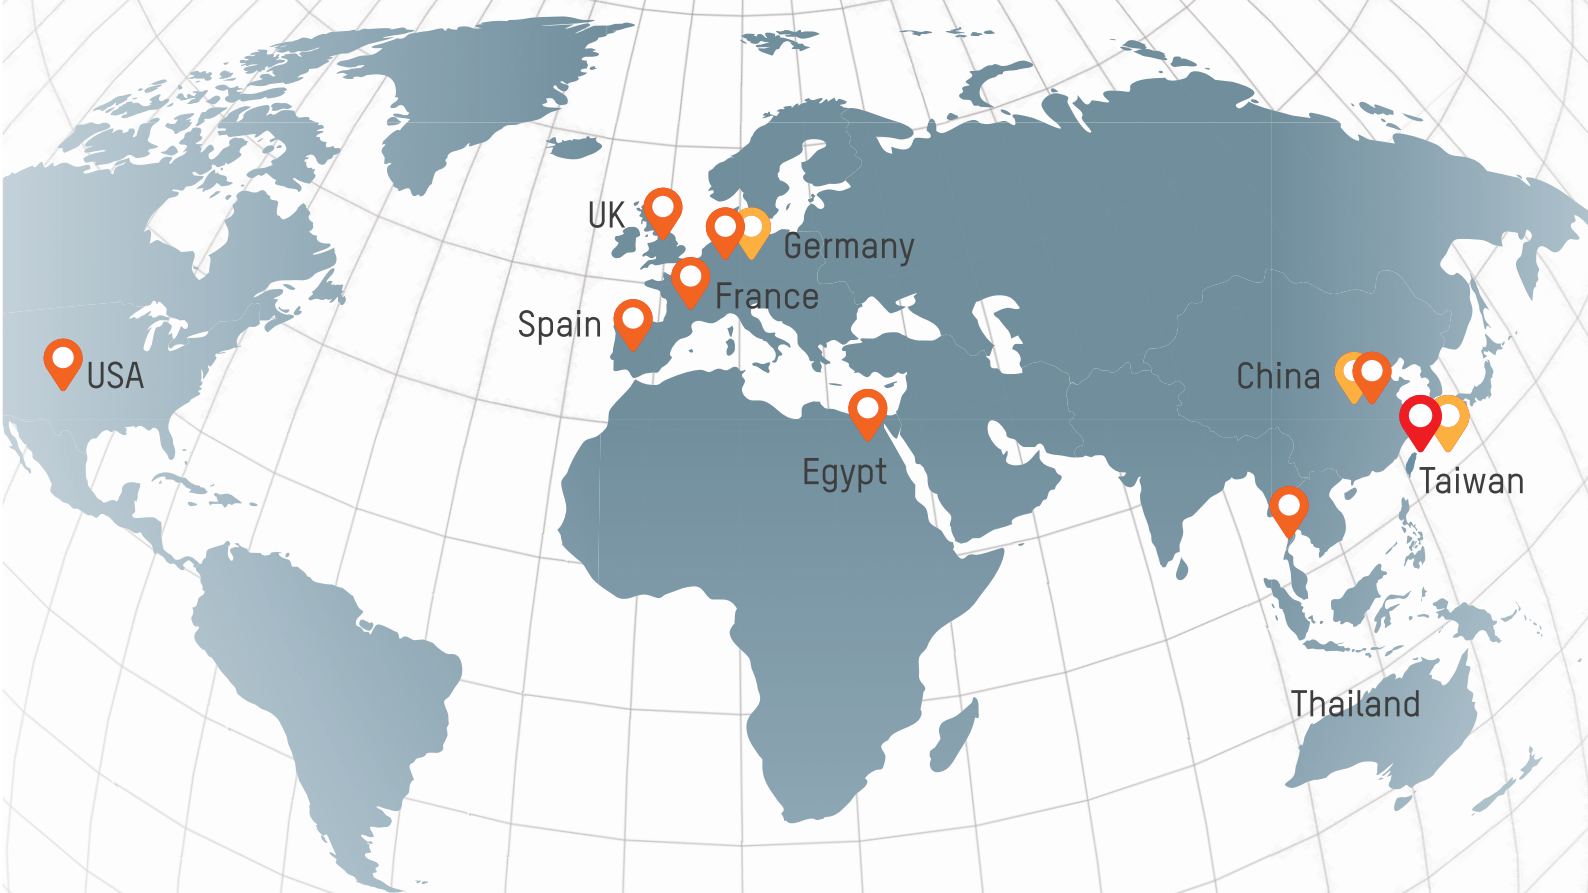 UK
Germany
France
Spain
USA
China
Egypt
Taiwan
Thailand